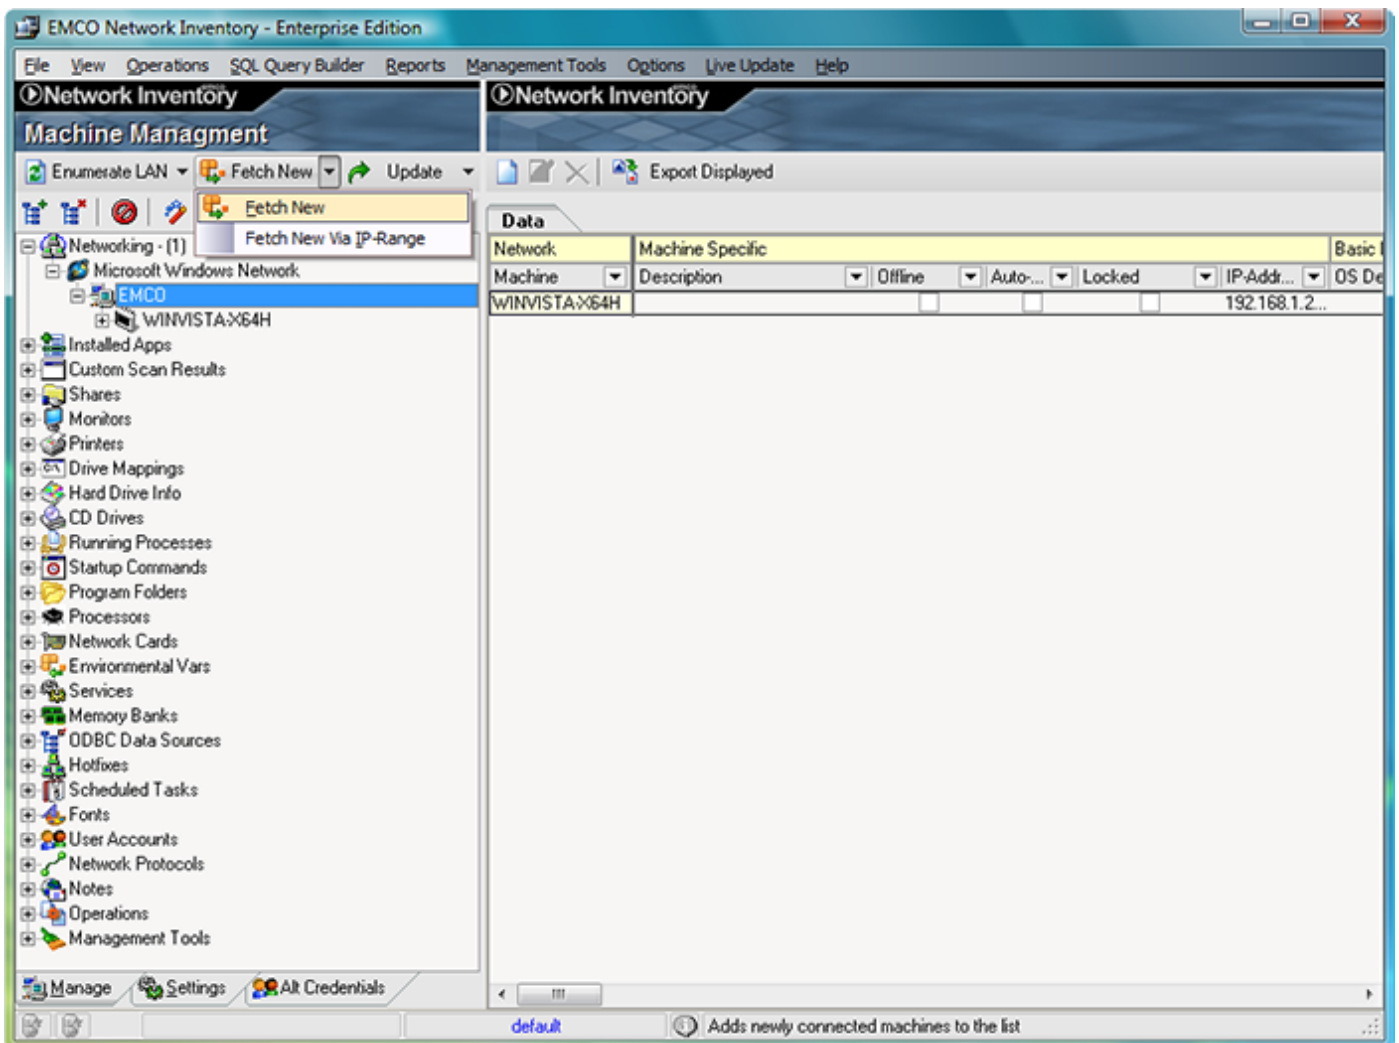 EMCO Network Inventory - Enterprise Edition
File View Operations SQL Query Builder Reports Management Tools Options Live Update Help
Network Inventory
Network Inventory
Machine Managment
Enumerate LAN Fetch New Update
Export Displayed
Fetch New
Fetch New Via IP-Range
Data
Networking - (1)
Network Machine Specific Basic
Microsoft Windows Network
Machine Description Offline Auto-... Locked IP-Addr... OS De
EMCO
WINVISTA-X64H 192.168.1.2...
WINVISTA-X64H
Installed Apps
Custom Scan Results
Shares
Monitors
Printers
Drive Mappings
Hard Drive Info
CD Drives
Running Processes
Startup Commands
Program Folders
Processors
Network Cards
Environmental Vars
Services
Memory Banks
ODBC Data Sources
Hotfixes
Scheduled Tasks
Fonts
User Accounts
Network Protocols
Notes
Operations
Management Tools
Manage Settings Alt Credentials
default Adds newly connected machines to the list